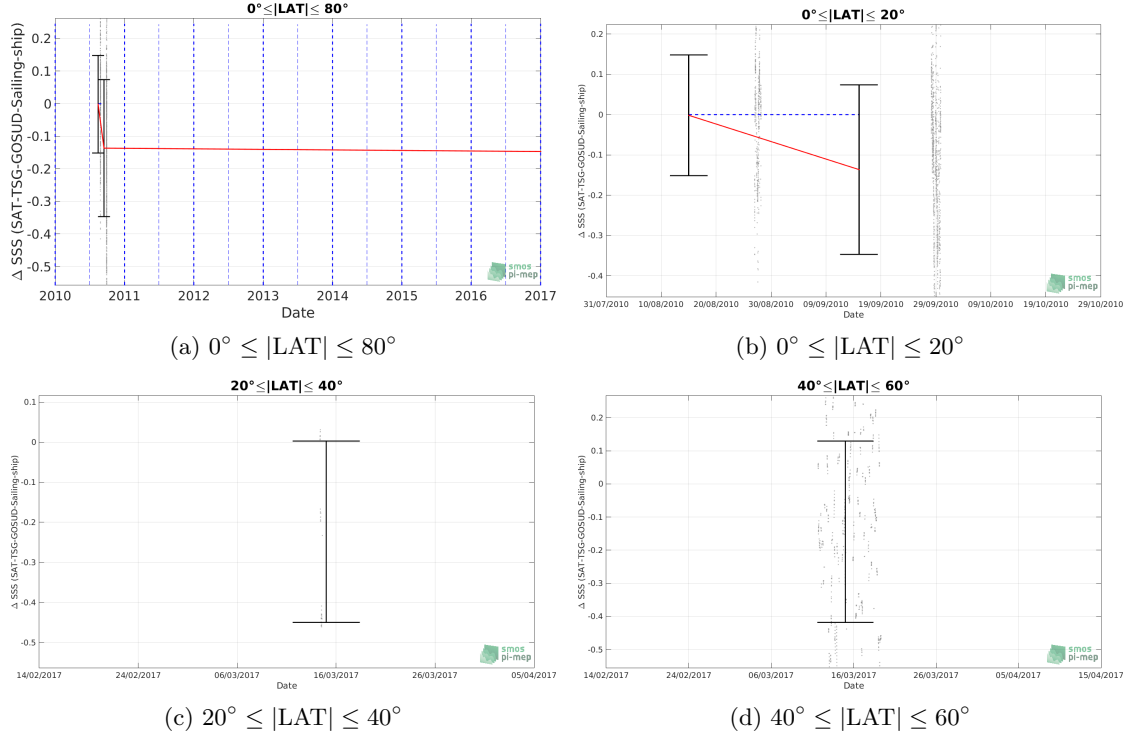 0°≤|LAT|≤ 80°
Δ SSS (SAT-TSG-GOSUD-Sailing-ship)
0.2
0.1
0
-0.1
-0.2
-0.3
-0.4
-0.5
2010 2011 2012 2013 2014 2015 2016 2017
Date
smos
pi-mep
(a) 0° ≤ |LAT| ≤ 80°
0°≤|LAT|≤ 20°
Δ SSS (SAT-TSG-GOSUD-Sailing-ship)
0.2
0.1
0
-0.1
-0.2
-0.3
-0.4
31/07/2010 10/08/2010 20/08/2010 30/08/2010 09/09/2010 19/09/2010 29/09/2010 09/10/2010 19/10/2010 29/10/2010
Date
smos
pi-mep
(b) 0° ≤ |LAT| ≤ 20°
20°≤|LAT|≤ 40°
Δ SSS (SAT-TSG-GOSUD-Sailing-ship)
0.1
0
-0.1
-0.2
-0.3
-0.4
-0.5
14/02/2017 24/02/2017 06/03/2017 16/03/2017 26/03/2017 05/04/2017
Date
smos
pi-mep
(c) 20° ≤ |LAT| ≤ 40°
40°≤|LAT|≤ 60°
Δ SSS (SAT-TSG-GOSUD-Sailing-ship)
0.2
0.1
0
-0.1
-0.2
-0.3
-0.4
-0.5
14/02/2017 24/02/2017 06/03/2017 16/03/2017 26/03/2017 05/04/2017 15/04/2017
Date
smos
pi-mep
(d) 40° ≤ |LAT| ≤ 60°